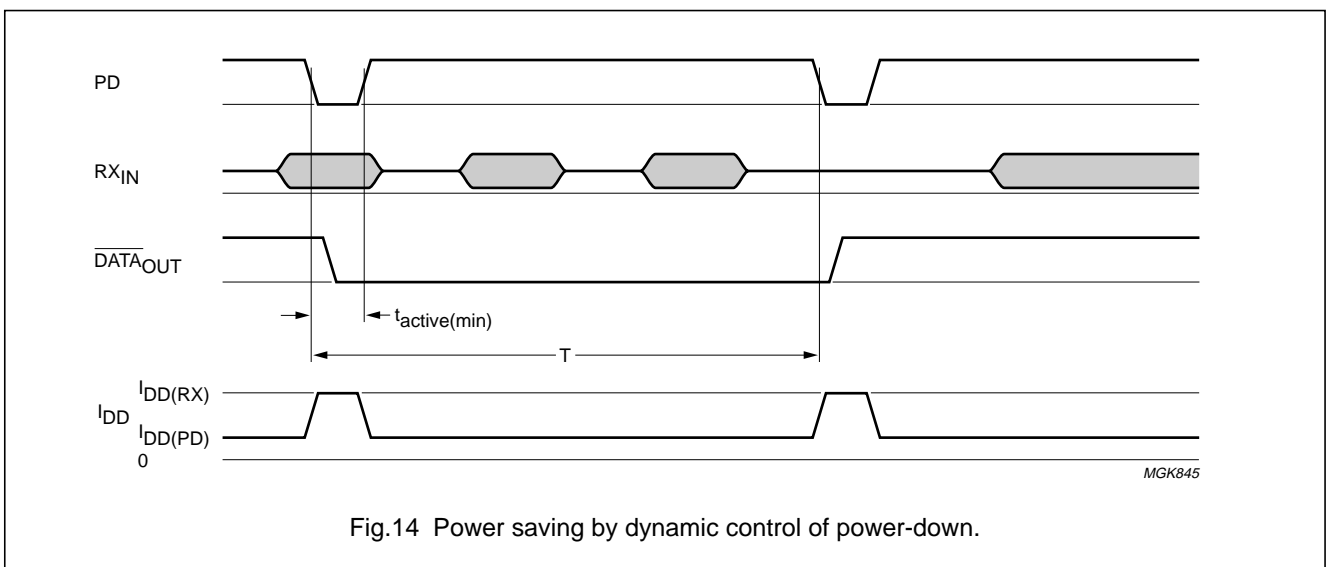 PD
RX_IN
DATA_OUT
t_active(min)
T
I_DD(RX)
I_DD
I_DD(PD)
0
MGK845
Fig.14 Power saving by dynamic control of power-down.